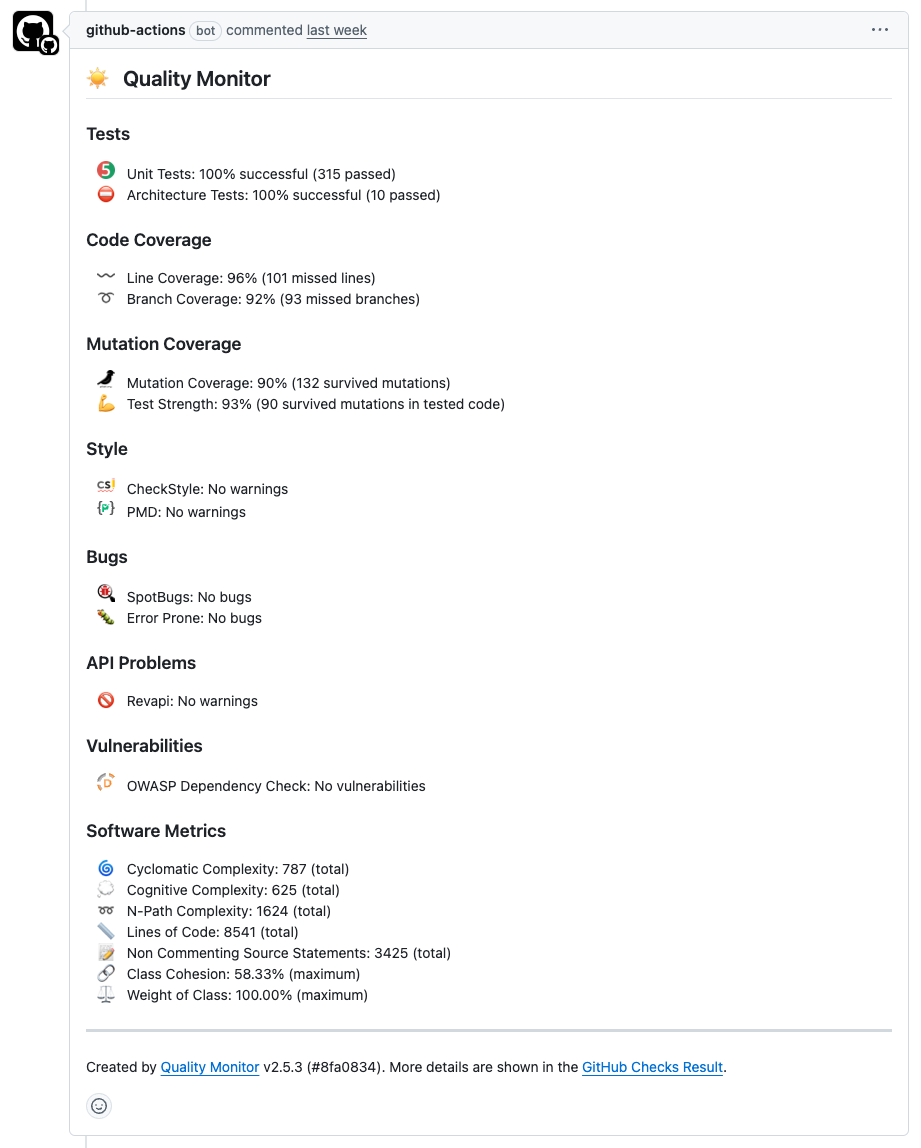 github-actions bot commented last week
Quality Monitor
Tests
5 Unit Tests: 100% successful (315 passed)
Architecture Tests: 100% successful (10 passed)
Code Coverage
Line Coverage: 96% (101 missed lines)
Branch Coverage: 92% (93 missed branches)
Mutation Coverage
Mutation Coverage: 90% (132 survived mutations)
Test Strength: 93% (90 survived mutations in tested code)
Style
CS! CheckStyle: No warnings
{P} PMD: No warnings
Bugs
SpotBugs: No bugs
Error Prone: No bugs
API Problems
Revapi: No warnings
Vulnerabilities
D OWASP Dependency Check: No vulnerabilities
Software Metrics
Cyclomatic Complexity: 787 (total)
Cognitive Complexity: 625 (total)
N-Path Complexity: 1624 (total)
Lines of Code: 8541 (total)
Non Commenting Source Statements: 3425 (total)
Class Cohesion: 58.33% (maximum)
Weight of Class: 100.00% (maximum)
Created by Quality Monitor v2.5.3 (#8fa0834). More details are shown in the GitHub Checks Result.